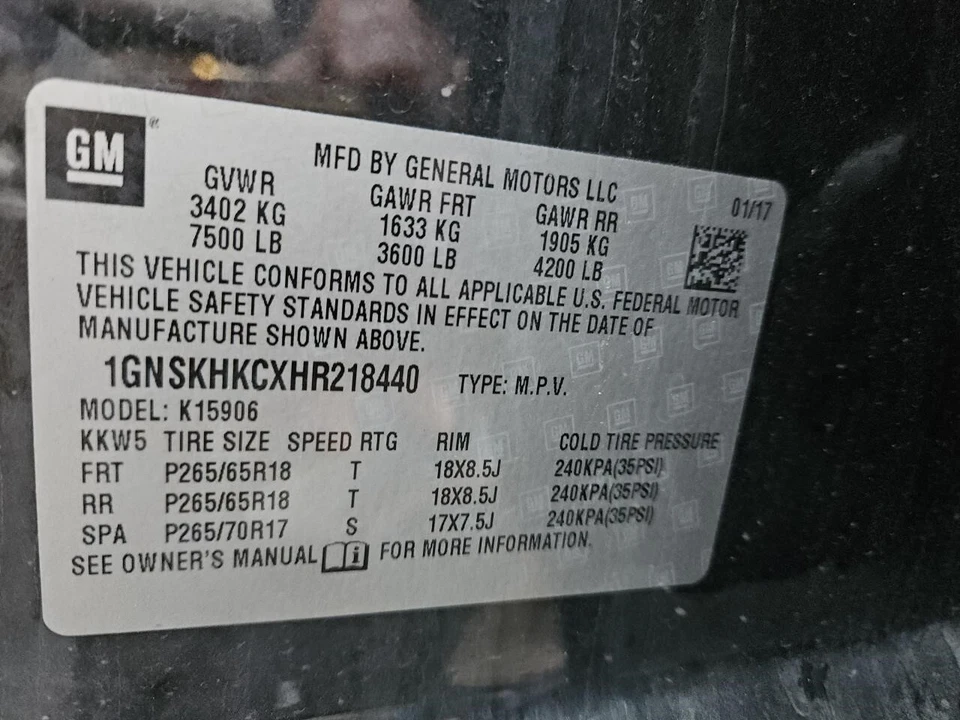 GM®
MFD BY GENERAL MOTORS LLC
GVWR GAWR FRT GAWR RR 01/17
3402 KG 1633 KG 1905 KG
7500 LB 3600 LB 4200 LB
THIS VEHICLE CONFORMS TO ALL APPLICABLE U.S. FEDERAL MOTOR
VEHICLE SAFETY STANDARDS IN EFFECT ON THE DATE OF
MANUFACTURE SHOWN ABOVE.
1GNSKHKCXHR218440 TYPE: M.P.V.
MODEL: K15906
KKW5 TIRE SIZE SPEED RTG RIM COLD TIRE PRESSURE
FRT P265/65R18 T 18X8.5J 240KPA(35PSI)
RR P265/65R18 T 18X8.5J 240KPA(35PSI)
SPA P265/70R17 S 17X7.5J 240KPA(35PSI)
SEE OWNER'S MANUAL i FOR MORE INFORMATION.